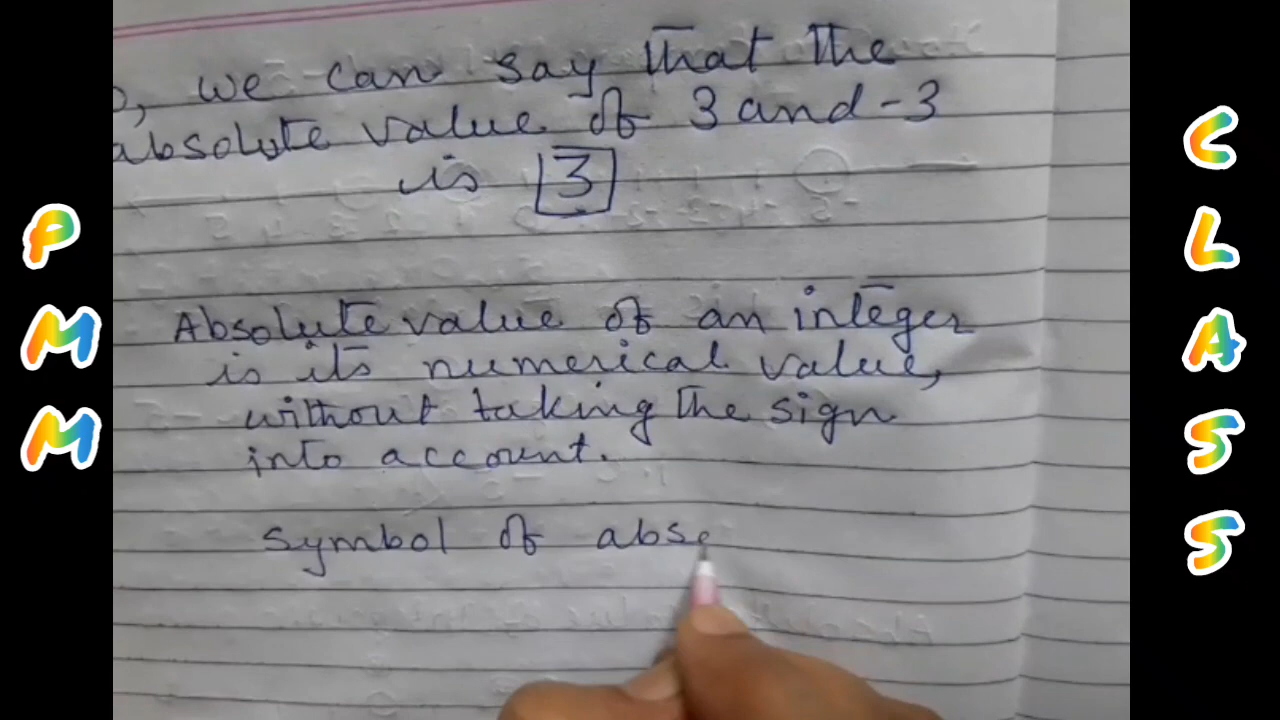 PMM
, we can say that the
absolute value of 3 and -3
is 3
Absolute value of an integer
is its numerical value,
without taking the sign
into account.
Symbol of abso
CLASS